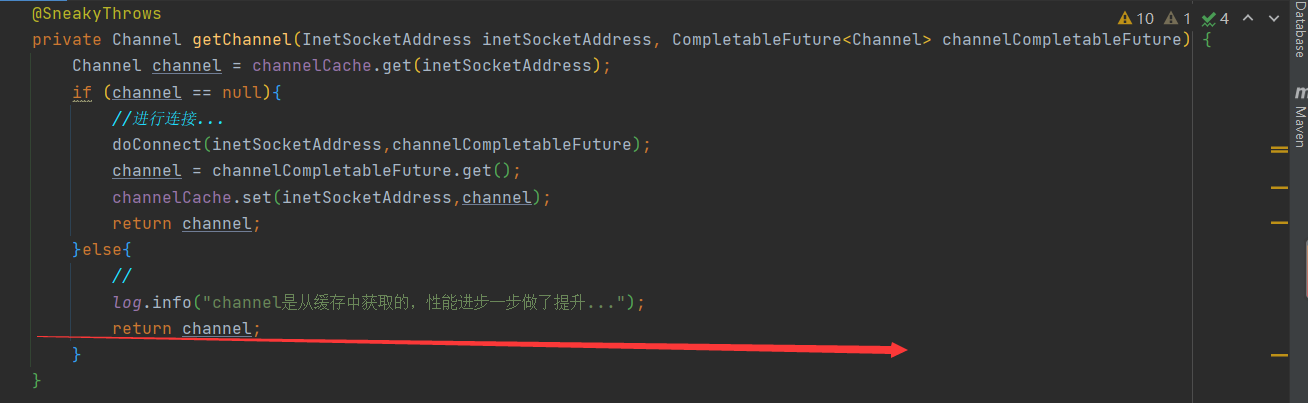 @SneakyThrows
10 1 4
private Channel getChannel(InetSocketAddress inetSocketAddress, CompletableFuture<Channel> channelCompletableFuture) {
Channel channel = channelCache.get(inetSocketAddress);
if (channel == null){
//进行连接...
doConnect(inetSocketAddress,channelCompletableFuture);
channel = channelCompletableFuture.get();
channelCache.set(inetSocketAddress,channel);
return channel;
}else{
//
log.info("channel是从缓存中获取的，性能进步一步做了提升...");
return channel;
}
}
Database
m Maven